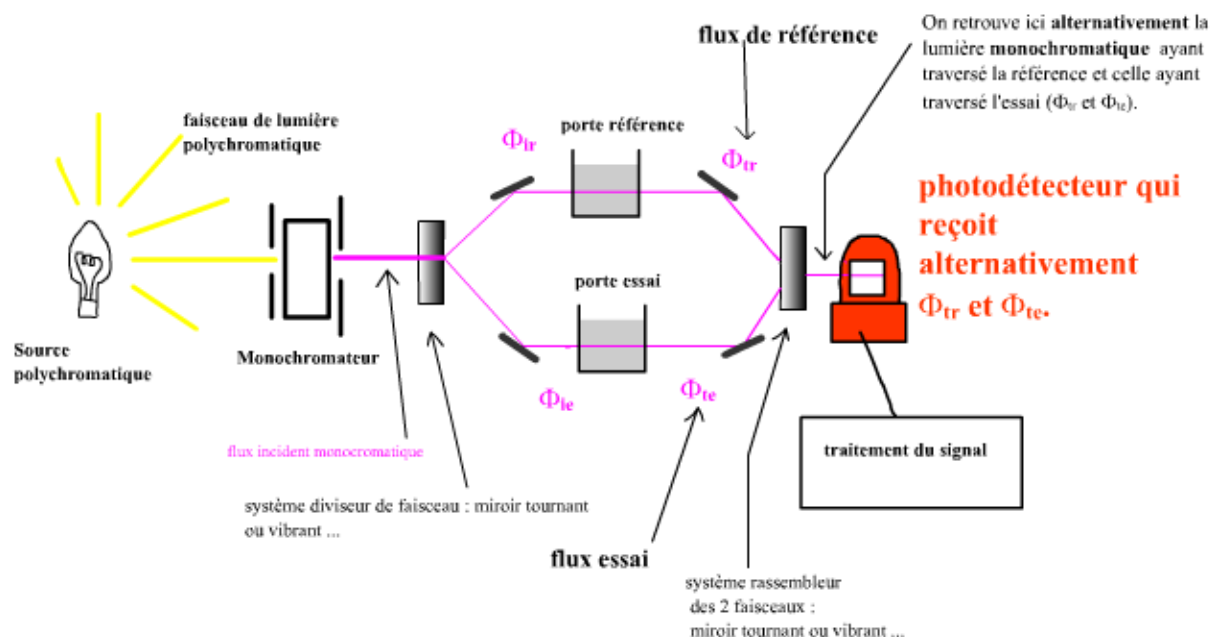 On retrouve ici alternativement la
lumière monochromatique ayant
traversé la référence et celle ayant
traversé l'essai (Φtr et Φte).
flux de référence
faisceau de lumière
polychromatique
porte référence
Φir
Φtr
photodétecteur qui
reçoit
alternativement
Φtr et Φte.
porte essai
Source
polychromatique
Monochromateur
Φie
Φte
flux incident monocromatique
traitement du signal
système diviseur de faisceau : miroir tournant
ou vibrant ...
flux essai
système rassembleur
des 2 faisceaux :
miroir tournant ou vibrant ...